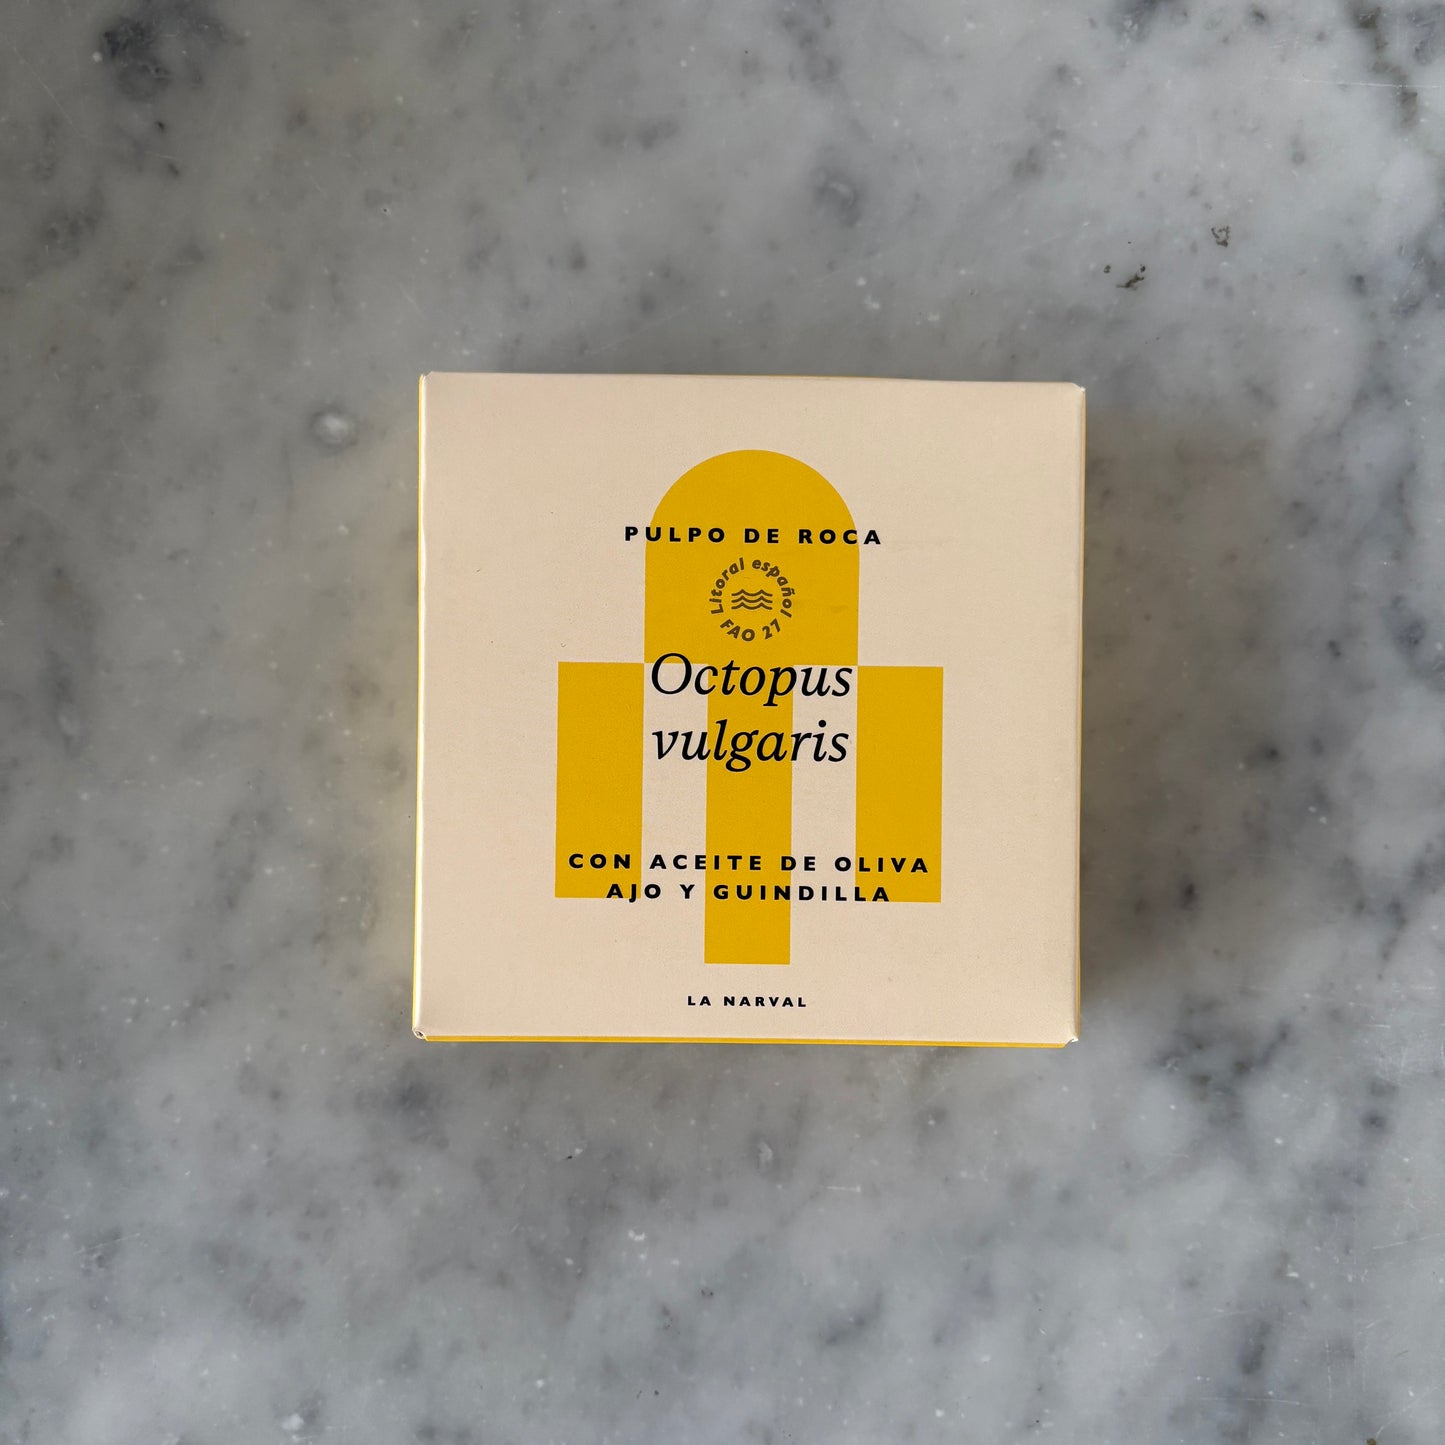 PULPO DE ROCA
Litoral español
FAO 27
Octopus
vulgaris
CON ACEITE DE OLIVA
AJO Y GUINDILLA
LA NARVAL